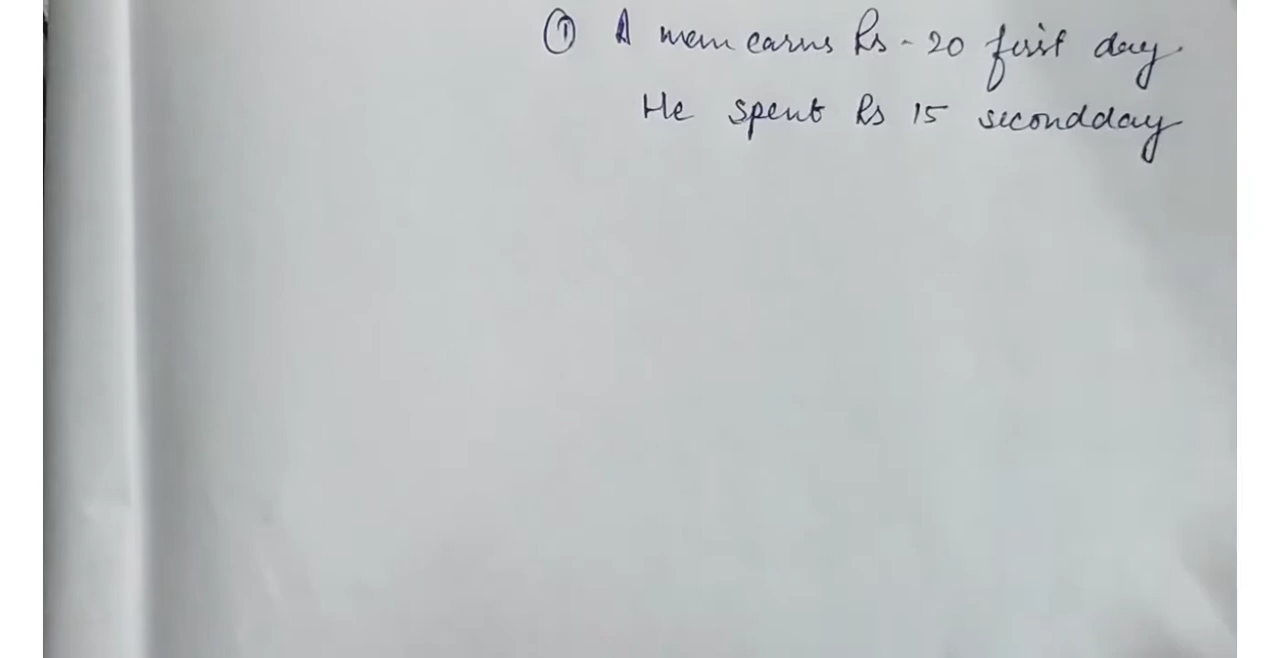 ① A man earns Rs - 20 first day.
He spent Rs 15 secondday